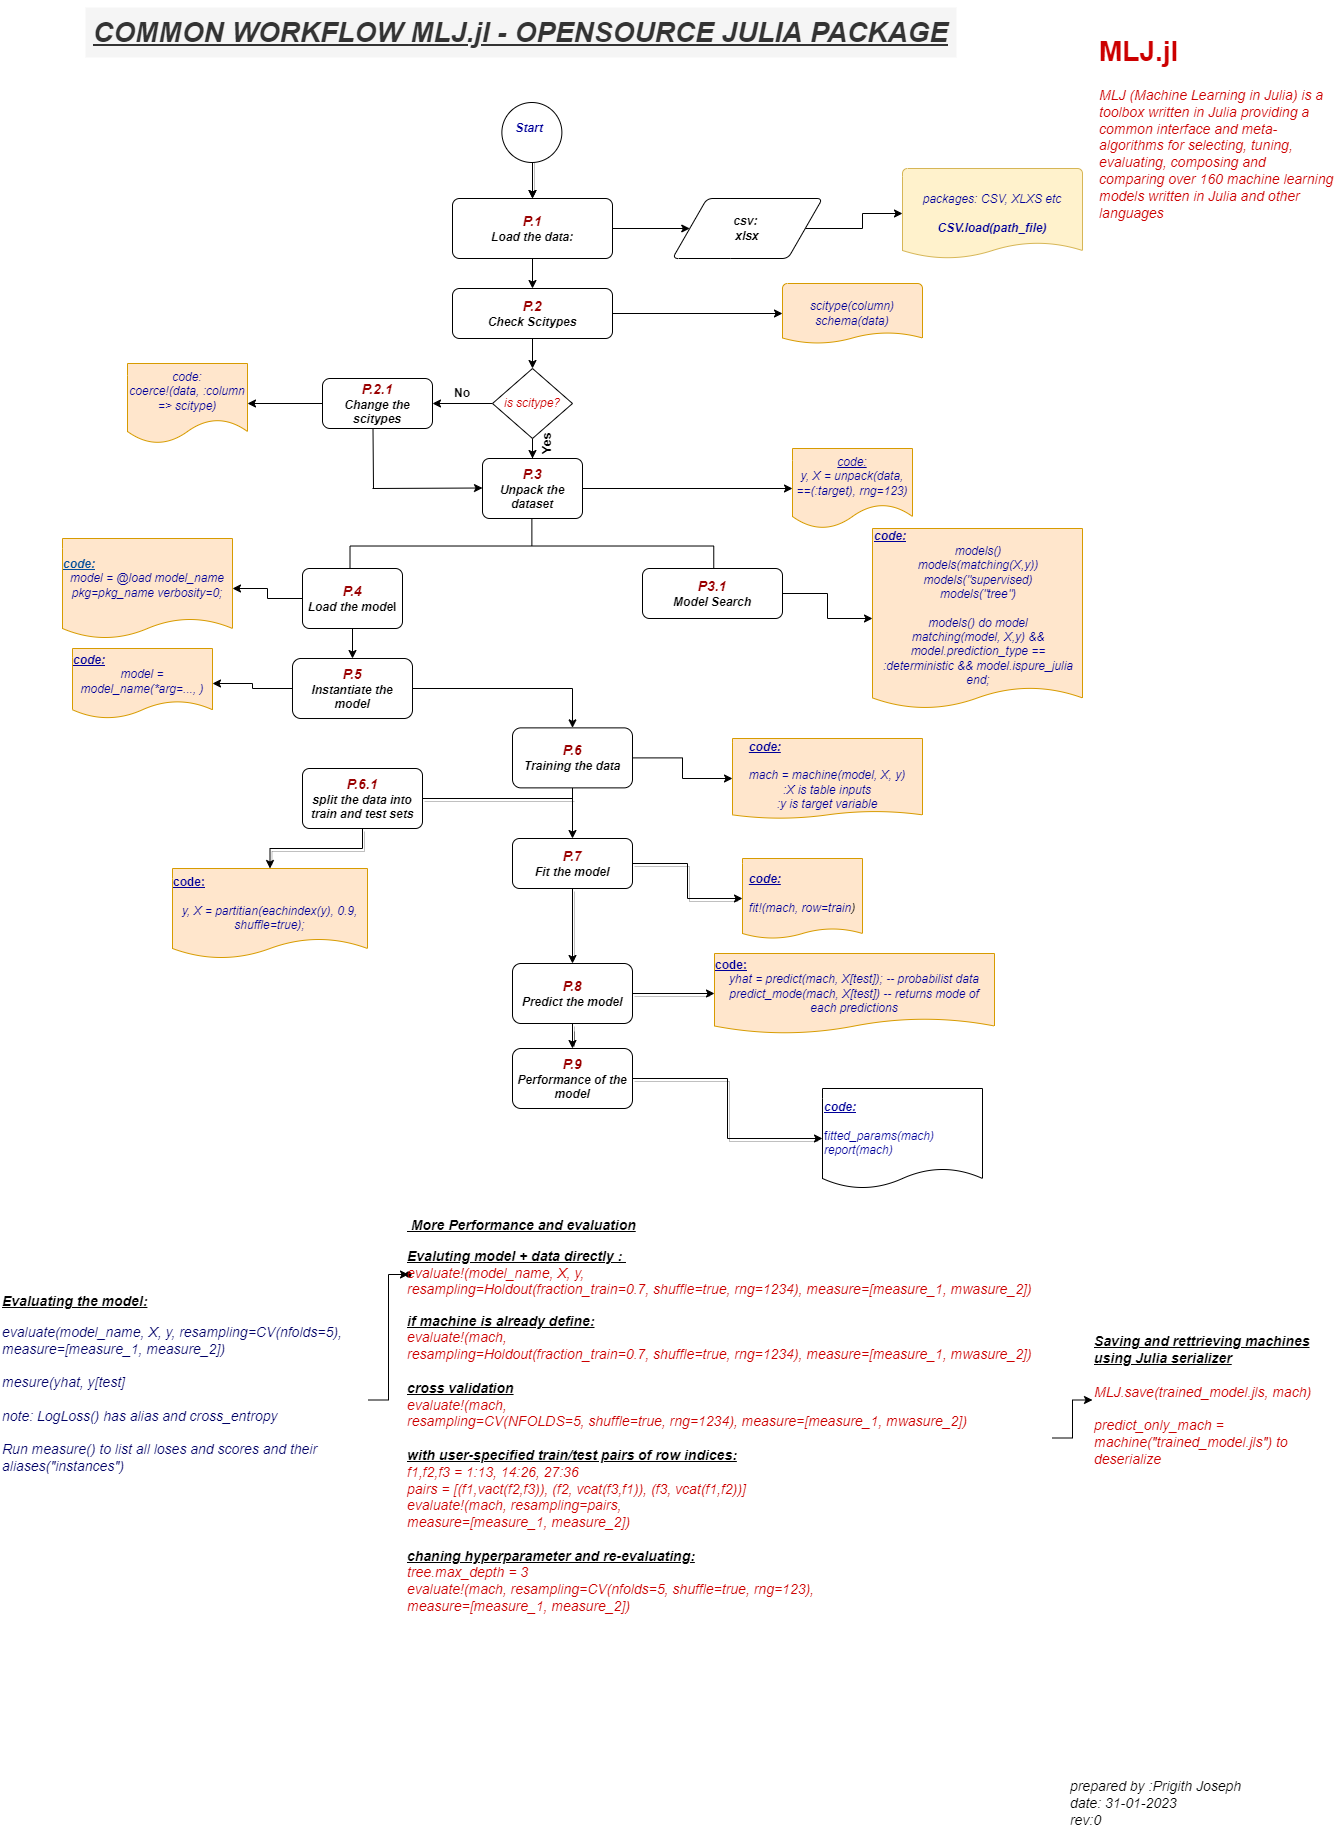 COMMON WORKFLOW MLJ.jl - OPENSOURCE JULIA PACKAGE
MLJ.jl
MLJ (Machine Learning in Julia) is a
toolbox written in Julia providing a
common interface and meta-
algorithms for selecting, tuning,
evaluating, composing and
comparing over 160 machine learning
models written in Julia and other
languages
Start
P.1
Load the data:
csv:
xlsx
packages: CSV, XLXS etc
CSV.load(path_file)
P.2
Check Scitypes
scitype(column)
schema(data)
code:
coerce!(data, :column
=> scitype)
P.2.1
Change the
scitypes
No
is scitype?
Yes
P.3
Unpack the
dataset
code:
y, X = unpack(data,
==(:target), rng=123)
code:
model = @load model_name
pkg=pkg_name verbosity=0;
P.4
Load the model
P3.1
Model Search
code:
models()
models(matching(X,y))
models("supervised)
models("tree")
models() do model
matching(model, X,y) &&
model.prediction_type ==
:deterministic && model.ispure_julia
end;
code:
model =
model_name(*arg=..., )
P.5
Instantiate the
model
P.6
Training the data
code:
mach = machine(model, X, y)
:X is table inputs
:y is target variable
P.6.1
split the data into
train and test sets
code:
y, X = partitian(eachindex(y), 0.9,
shuffle=true);
P.7
Fit the model
code:
fit!(mach, row=train)
P.8
Predict the model
code:
yhat = predict(mach, X[test]); -- probabilist data
predict_mode(mach, X[test]) -- returns mode of
each predictions
P.9
Performance of the
model
code:
fitted_params(mach)
report(mach)
Evaluating the model:
evaluate(model_name, X, y, resampling=CV(nfolds=5),
measure=[measure_1, measure_2])
mesure(yhat, y[test]
note: LogLoss() has alias and cross_entropy
Run measure() to list all loses and scores and their
aliases("instances")
More Performance and evaluation
Evaluting model + data directly :
evaluate!(model_name, X, y,
resampling=Holdout(fraction_train=0.7, shuffle=true, rng=1234), measure=[measure_1, mwasure_2])
if machine is already define:
evaluate!(mach,
resampling=Holdout(fraction_train=0.7, shuffle=true, rng=1234), measure=[measure_1, mwasure_2])
cross validation
evaluate!(mach,
resampling=CV(NFOLDS=5, shuffle=true, rng=1234), measure=[measure_1, mwasure_2])
with user-specified train/test pairs of row indices:
f1,f2,f3 = 1:13, 14:26, 27:36
pairs = [(f1,vact(f2,f3)), (f2, vcat(f3,f1)), (f3, vcat(f1,f2))]
evaluate!(mach, resampling=pairs,
measure=[measure_1, measure_2])
chaning hyperparameter and re-evaluating:
tree.max_depth = 3
evaluate!(mach, resampling=CV(nfolds=5, shuffle=true, rng=123),
measure=[measure_1, measure_2])
Saving and rettrieving machines
using Julia serializer
MLJ.save(trained_model.jls, mach)
predict_only_mach =
machine("trained_model.jls") to
deserialize
prepared by :Prigith Joseph
date: 31-01-2023
rev:0